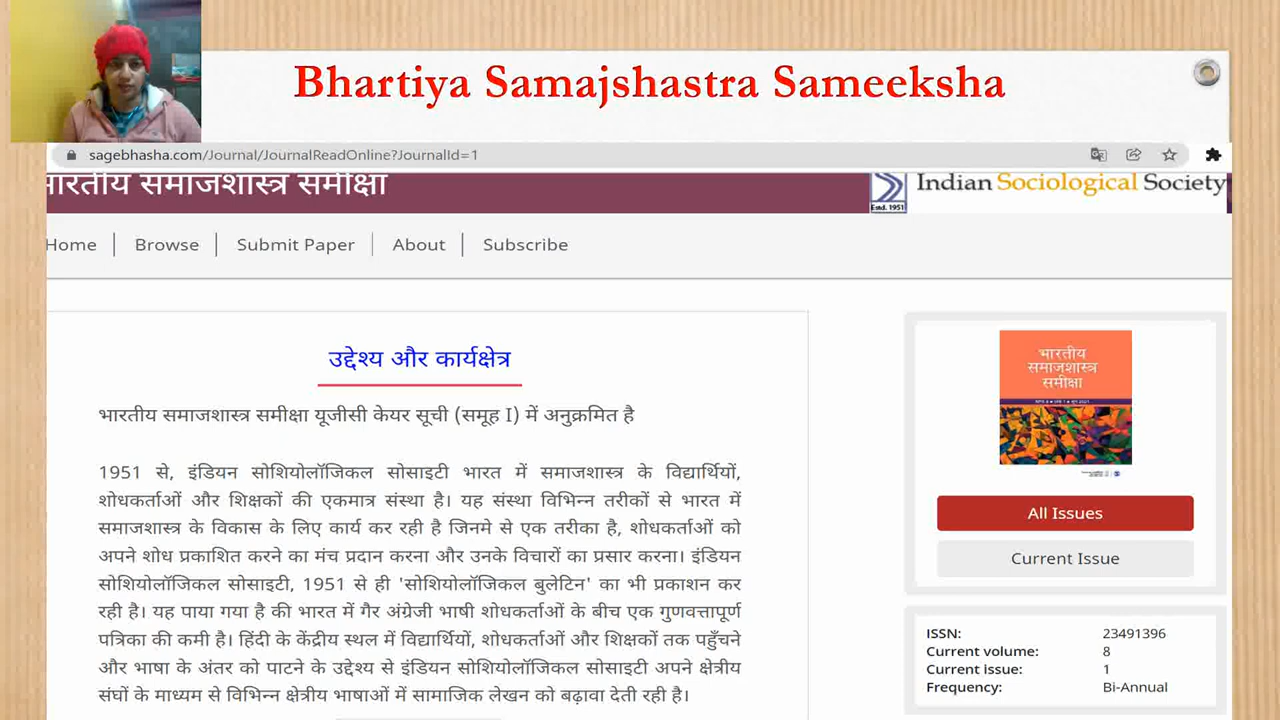 Bhartiya Samajshastra Sameeksha
sagebhasha.com/Journal/JournalReadOnline?JournalId=1
भारतीय समाजशास्त्र समीक्षा
Estd. 1951
Indian Sociological Society
Home
Browse
Submit Paper
About
Subscribe
उद्देश्य और कार्यक्षेत्र
भारतीय समाजशास्त्र समीक्षा यूजीसी केयर सूची (समूह I) में अनुक्रमित है
1951 से, इंडियन सोशियोलॉजिकल सोसाइटी भारत में समाजशास्त्र के विद्यार्थियों,
शोधकर्ताओं और शिक्षकों की एकमात्र संस्था है। यह संस्था विभिन्न तरीकों से भारत में
समाजशास्त्र के विकास के लिए कार्य कर रही है जिनमे से एक तरीका है, शोधकर्ताओं को
अपने शोध प्रकाशित करने का मंच प्रदान करना और उनके विचारों का प्रसार करना। इंडियन
सोशियोलॉजिकल सोसाइटी, 1951 से ही 'सोशियोलॉजिकल बुलेटिन' का भी प्रकाशन कर
रही है। यह पाया गया है की भारत में गैर अंग्रेजी भाषी शोधकर्ताओं के बीच एक गुणवत्तापूर्ण
पत्रिका की कमी है। हिंदी के केंद्रीय स्थल में विद्यार्थियों, शोधकर्ताओं और शिक्षकों तक पहुँचने
और भाषा के अंतर को पाटने के उद्देश्य से इंडियन सोशियोलॉजिकल सोसाइटी अपने क्षेत्रीय
संघों के माध्यम से विभिन्न क्षेत्रीय भाषाओं में सामाजिक लेखन को बढ़ावा देती रही है।
भारतीय
समाजशास्त्र
समीक्षा
All Issues
Current Issue
ISSN: 23491396
Current volume: 8
Current issue: 1
Frequency: Bi-Annual